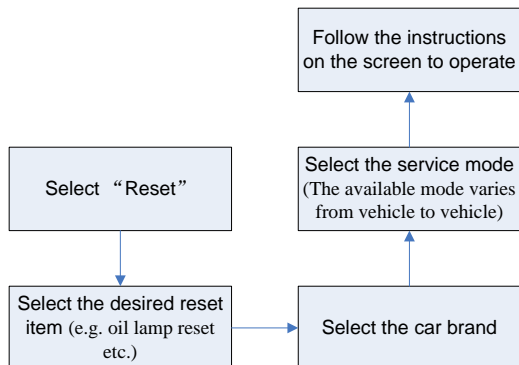 Select “Reset”
Select the desired reset
item (e.g. oil lamp reset
etc.)
Select the car brand
Select the service mode
(The available mode varies
from vehicle to vehicle)
Follow the instructions
on the screen to operate